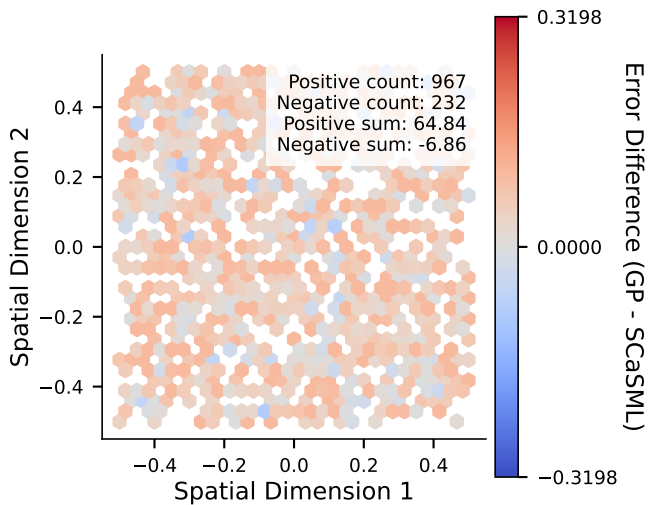 Positive count: 967
Negative count: 232
Positive sum: 64.84
Negative sum: -6.86
0.4
0.2
0.0
−0.2
−0.4
Spatial Dimension 2
−0.4
−0.2
0.0
0.2
0.4
Spatial Dimension 1
0.3198
0.0000
−0.3198
Error Difference (GP - SCaSML)